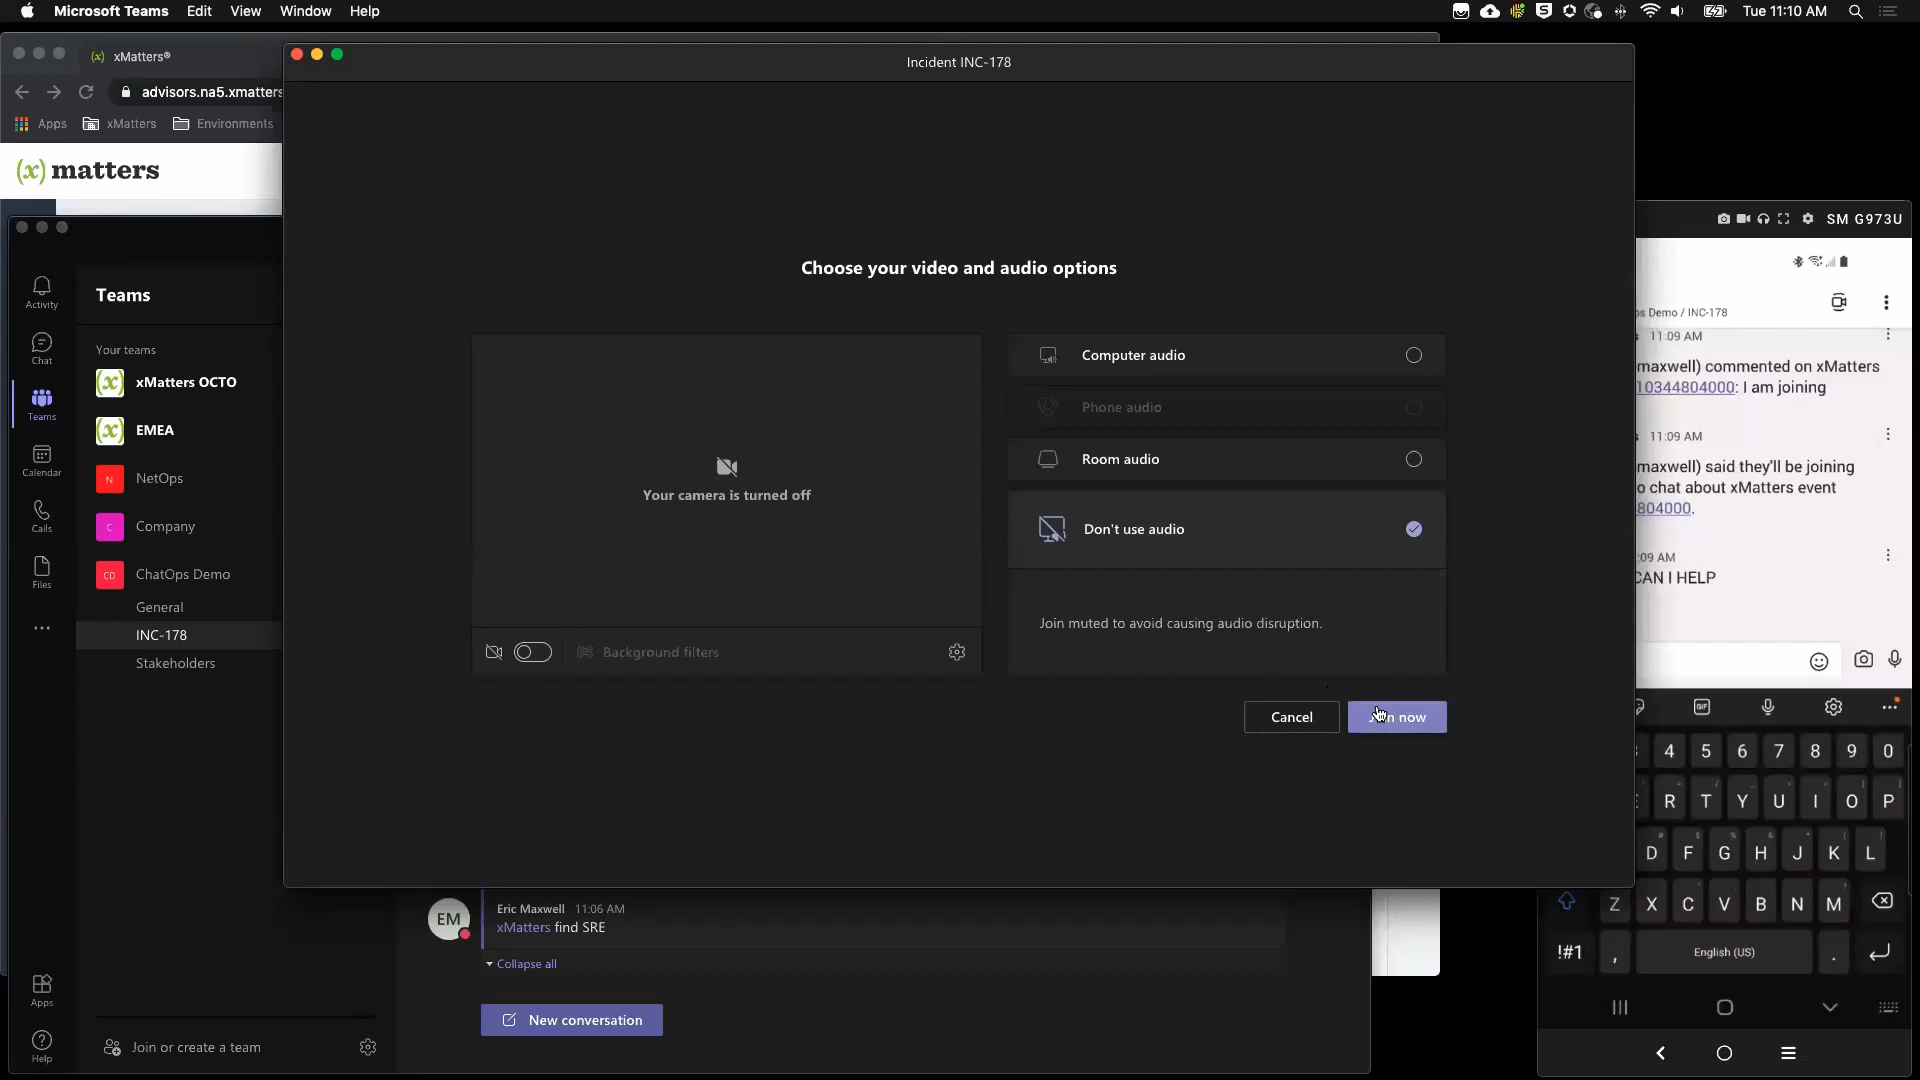 Microsoft Teams Edit View Window Help
Tue 11:10 AM
(x) xMatters®
advisors.na5.xmatters
Apps xMatters Environments
(x) matters
Incident INC-178
Choose your video and audio options
Your camera is turned off
Background filters
Computer audio
Phone audio
Room audio
Don't use audio
Join muted to avoid causing audio disruption.
Cancel
now
Activity
Chat
Teams
Calendar
Calls
Files
Apps
Help
Teams
Your teams
(x) xMatters OCTO
(x) EMEA
N NetOps
C Company
CD ChatOps Demo
General
INC-178
Stakeholders
Join or create a team
EM
Eric Maxwell 11:06 AM
xMatters find SRE
Collapse all
New conversation
SM G973U
s Demo / INC-178
s 11:09 AM
maxwell) commented on xMatters
10344804000: I am joining
s 11:09 AM
maxwell) said they'll be joining
o chat about xMatters event
804000.
:09 AM
CAN I HELP
GIF
4 5 6 7 8 9 0
R T Y U I O P
D F G H J K L
Z X C V B N M
!#1 , English (US) .